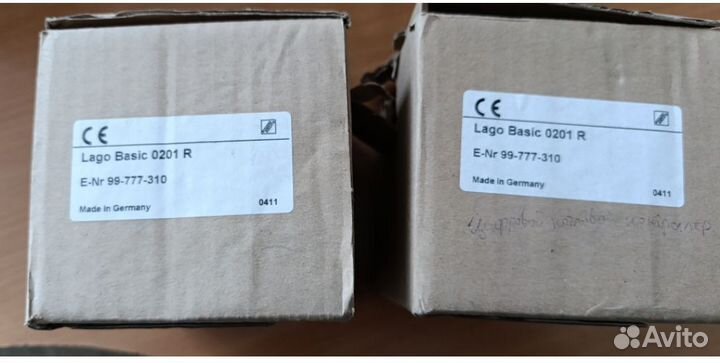 CE
Lago Basic 0201 R
E-Nr 99-777-310
Made in Germany 0411
CE
Lago Basic 0201 R
E-Nr 99-777-310
Made in Germany 0411
Avito